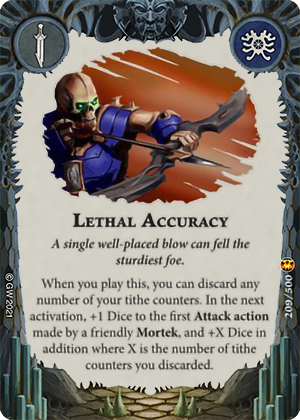 Lethal Accuracy
A single well-placed blow can fell the
sturdiest foe.
When you play this, you can discard any
number of your tithe counters. In the next
activation, +1 Dice to the first Attack action
made by a friendly Mortek, and +X Dice in
addition where X is the number of tithe
counters you discarded.
© GW 2021
209/500